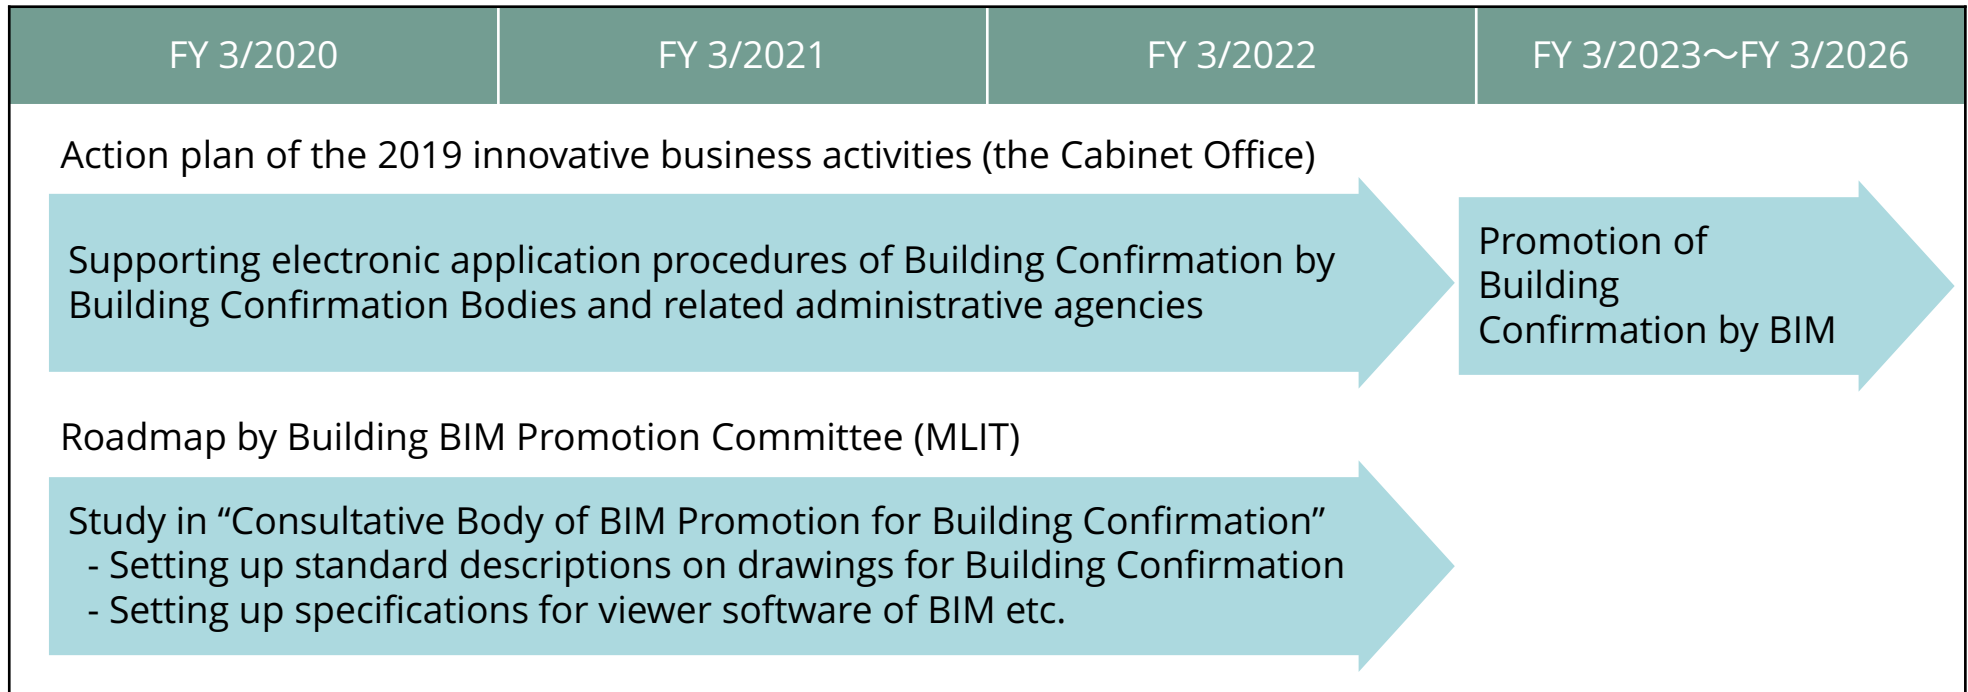 FY 3/2020
FY 3/2021
FY 3/2022
FY 3/2023～FY 3/2026
Action plan of the 2019 innovative business activities (the Cabinet Office)
Supporting electronic application procedures of Building Confirmation by
Building Confirmation Bodies and related administrative agencies
Promotion of
Building
Confirmation by BIM
Roadmap by Building BIM Promotion Committee (MLIT)
Study in “Consultative Body of BIM Promotion for Building Confirmation”
- Setting up standard descriptions on drawings for Building Confirmation
- Setting up specifications for viewer software of BIM etc.